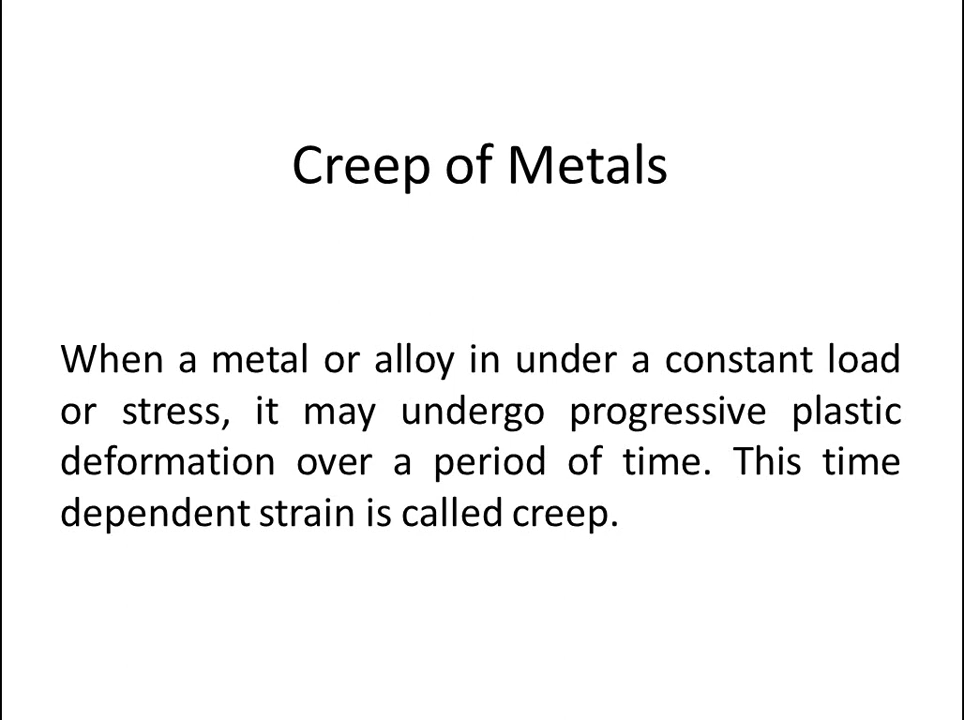 Creep of Metals
When a metal or alloy in under a constant load
or stress, it may undergo progressive plastic
deformation over a period of time. This time
dependent strain is called creep.